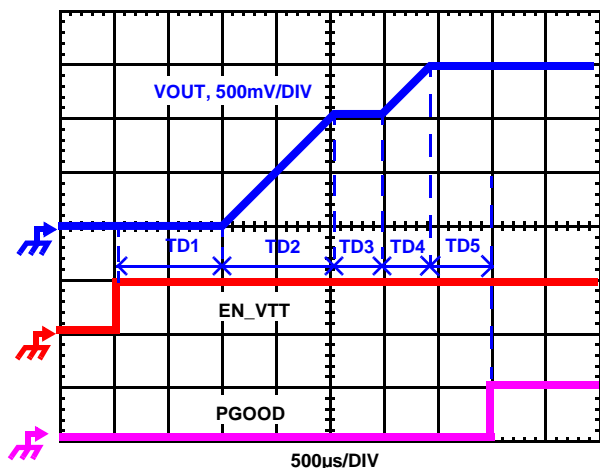 VOUT, 500mV/DIV
TD1 TD2 TD3 TD4 TD5
EN_VTT
PGOOD
500µs/DIV